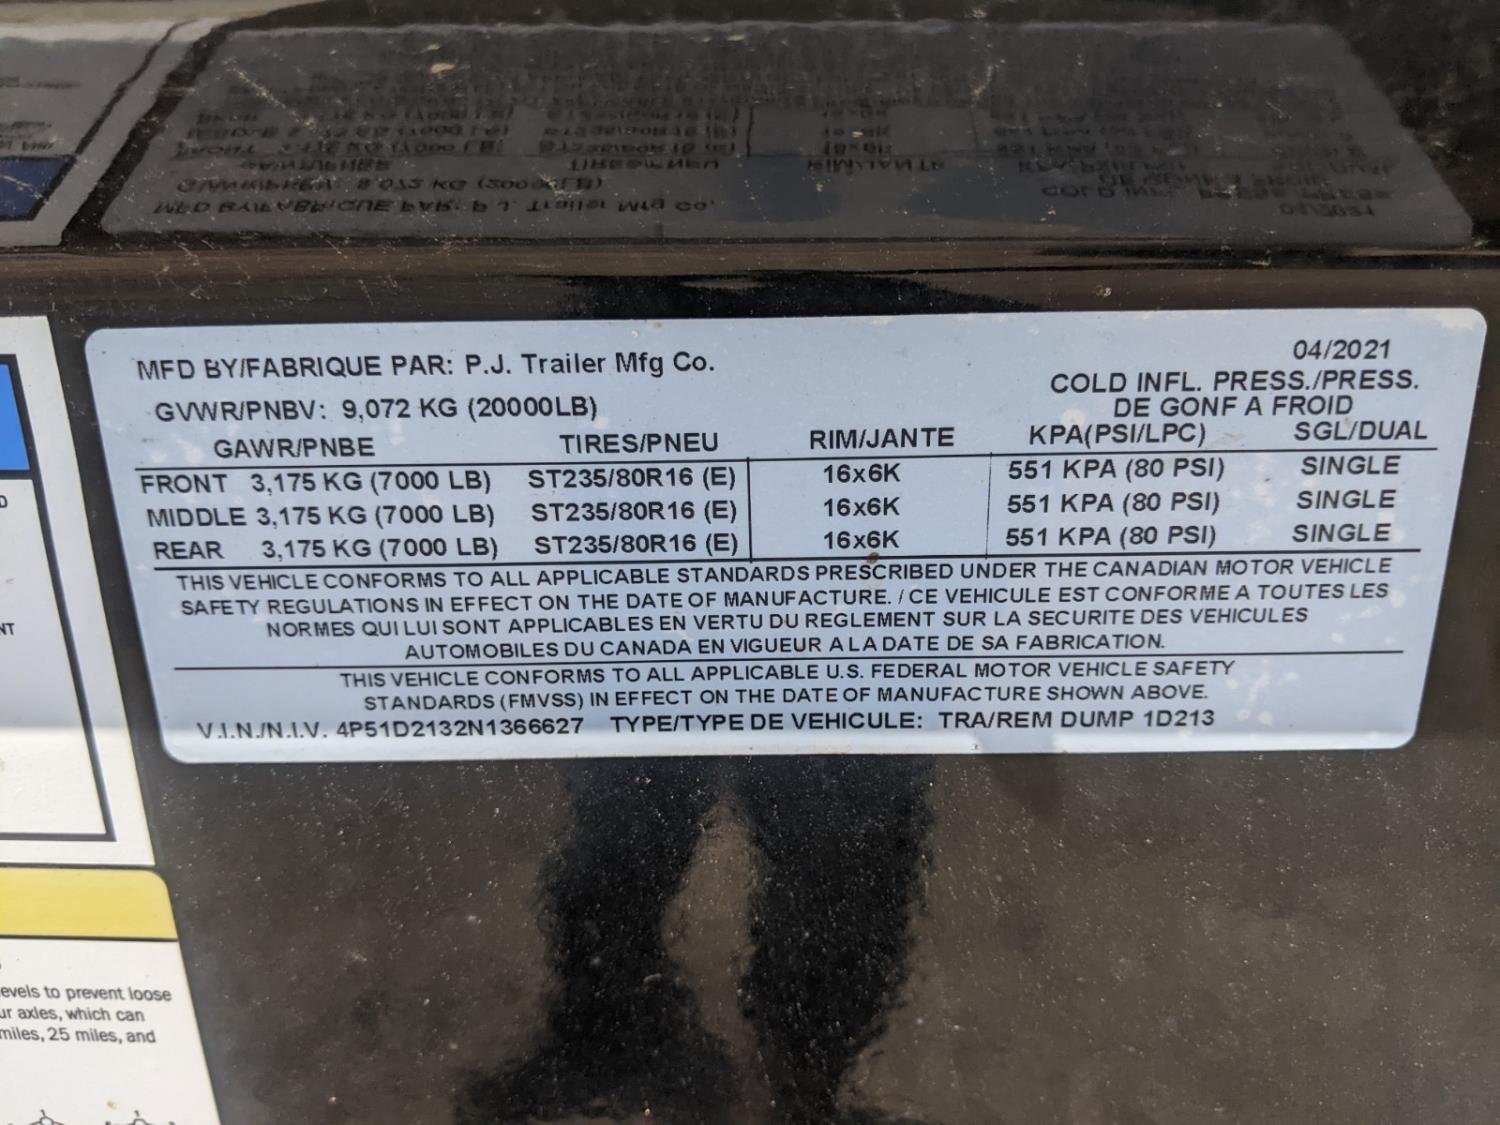 MFD BY/FABRIQUE PAR: P.J. Trailer Mfg Co.
04/2021
GVWR/PNBV: 9,072 KG (20000LB)
COLD INFL. PRESS./PRESS.
DE GONF A FROID
GAWR/PNBE TIRES/PNEU RIM/JANTE KPA(PSI/LPC) SGL/DUAL
FRONT 3,175 KG (7000 LB) ST235/80R16 (E) 16x6K 551 KPA (80 PSI) SINGLE
MIDDLE 3,175 KG (7000 LB) ST235/80R16 (E) 16x6K 551 KPA (80 PSI) SINGLE
REAR 3,175 KG (7000 LB) ST235/80R16 (E) 16x6K 551 KPA (80 PSI) SINGLE
THIS VEHICLE CONFORMS TO ALL APPLICABLE STANDARDS PRESCRIBED UNDER THE CANADIAN MOTOR VEHICLE
SAFETY REGULATIONS IN EFFECT ON THE DATE OF MANUFACTURE. / CE VEHICULE EST CONFORME A TOUTES LES
NORMES QUI LUI SONT APPLICABLES EN VERTU DU REGLEMENT SUR LA SECURITE DES VEHICULES
AUTOMOBILES DU CANADA EN VIGUEUR A LA DATE DE SA FABRICATION.
THIS VEHICLE CONFORMS TO ALL APPLICABLE U.S. FEDERAL MOTOR VEHICLE SAFETY
STANDARDS (FMVSS) IN EFFECT ON THE DATE OF MANUFACTURE SHOWN ABOVE.
V.I.N./N.I.V. 4P51D2132N1366627 TYPE/TYPE DE VEHICULE: TRA/REM DUMP 1D213
evels to prevent loose
ur axles, which can
miles, 25 miles, and